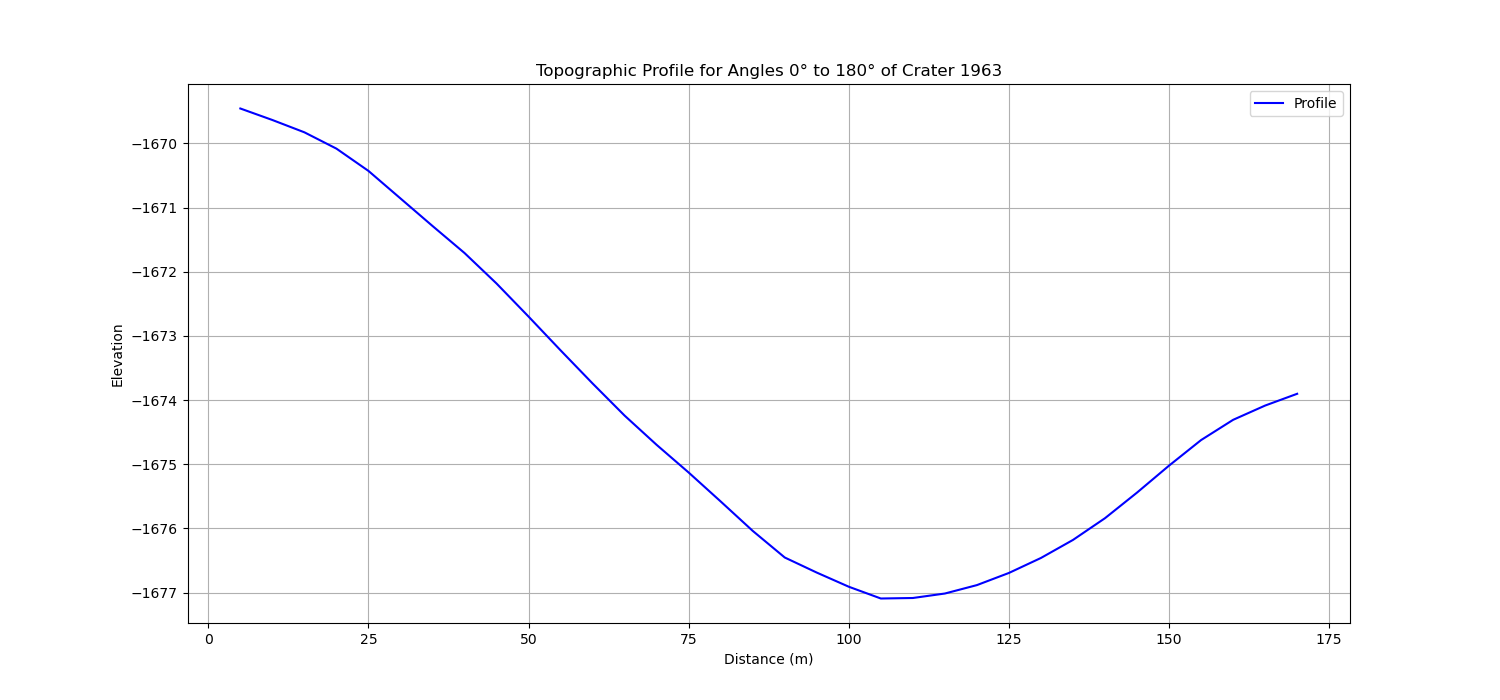 Topographic Profile for Angles 0° to 180° of Crater 1963
Profile
−1670
−1671
−1672
−1673
−1674
−1675
−1676
−1677
Elevation
0 25 50 75 100 125 150 175
Distance (m)